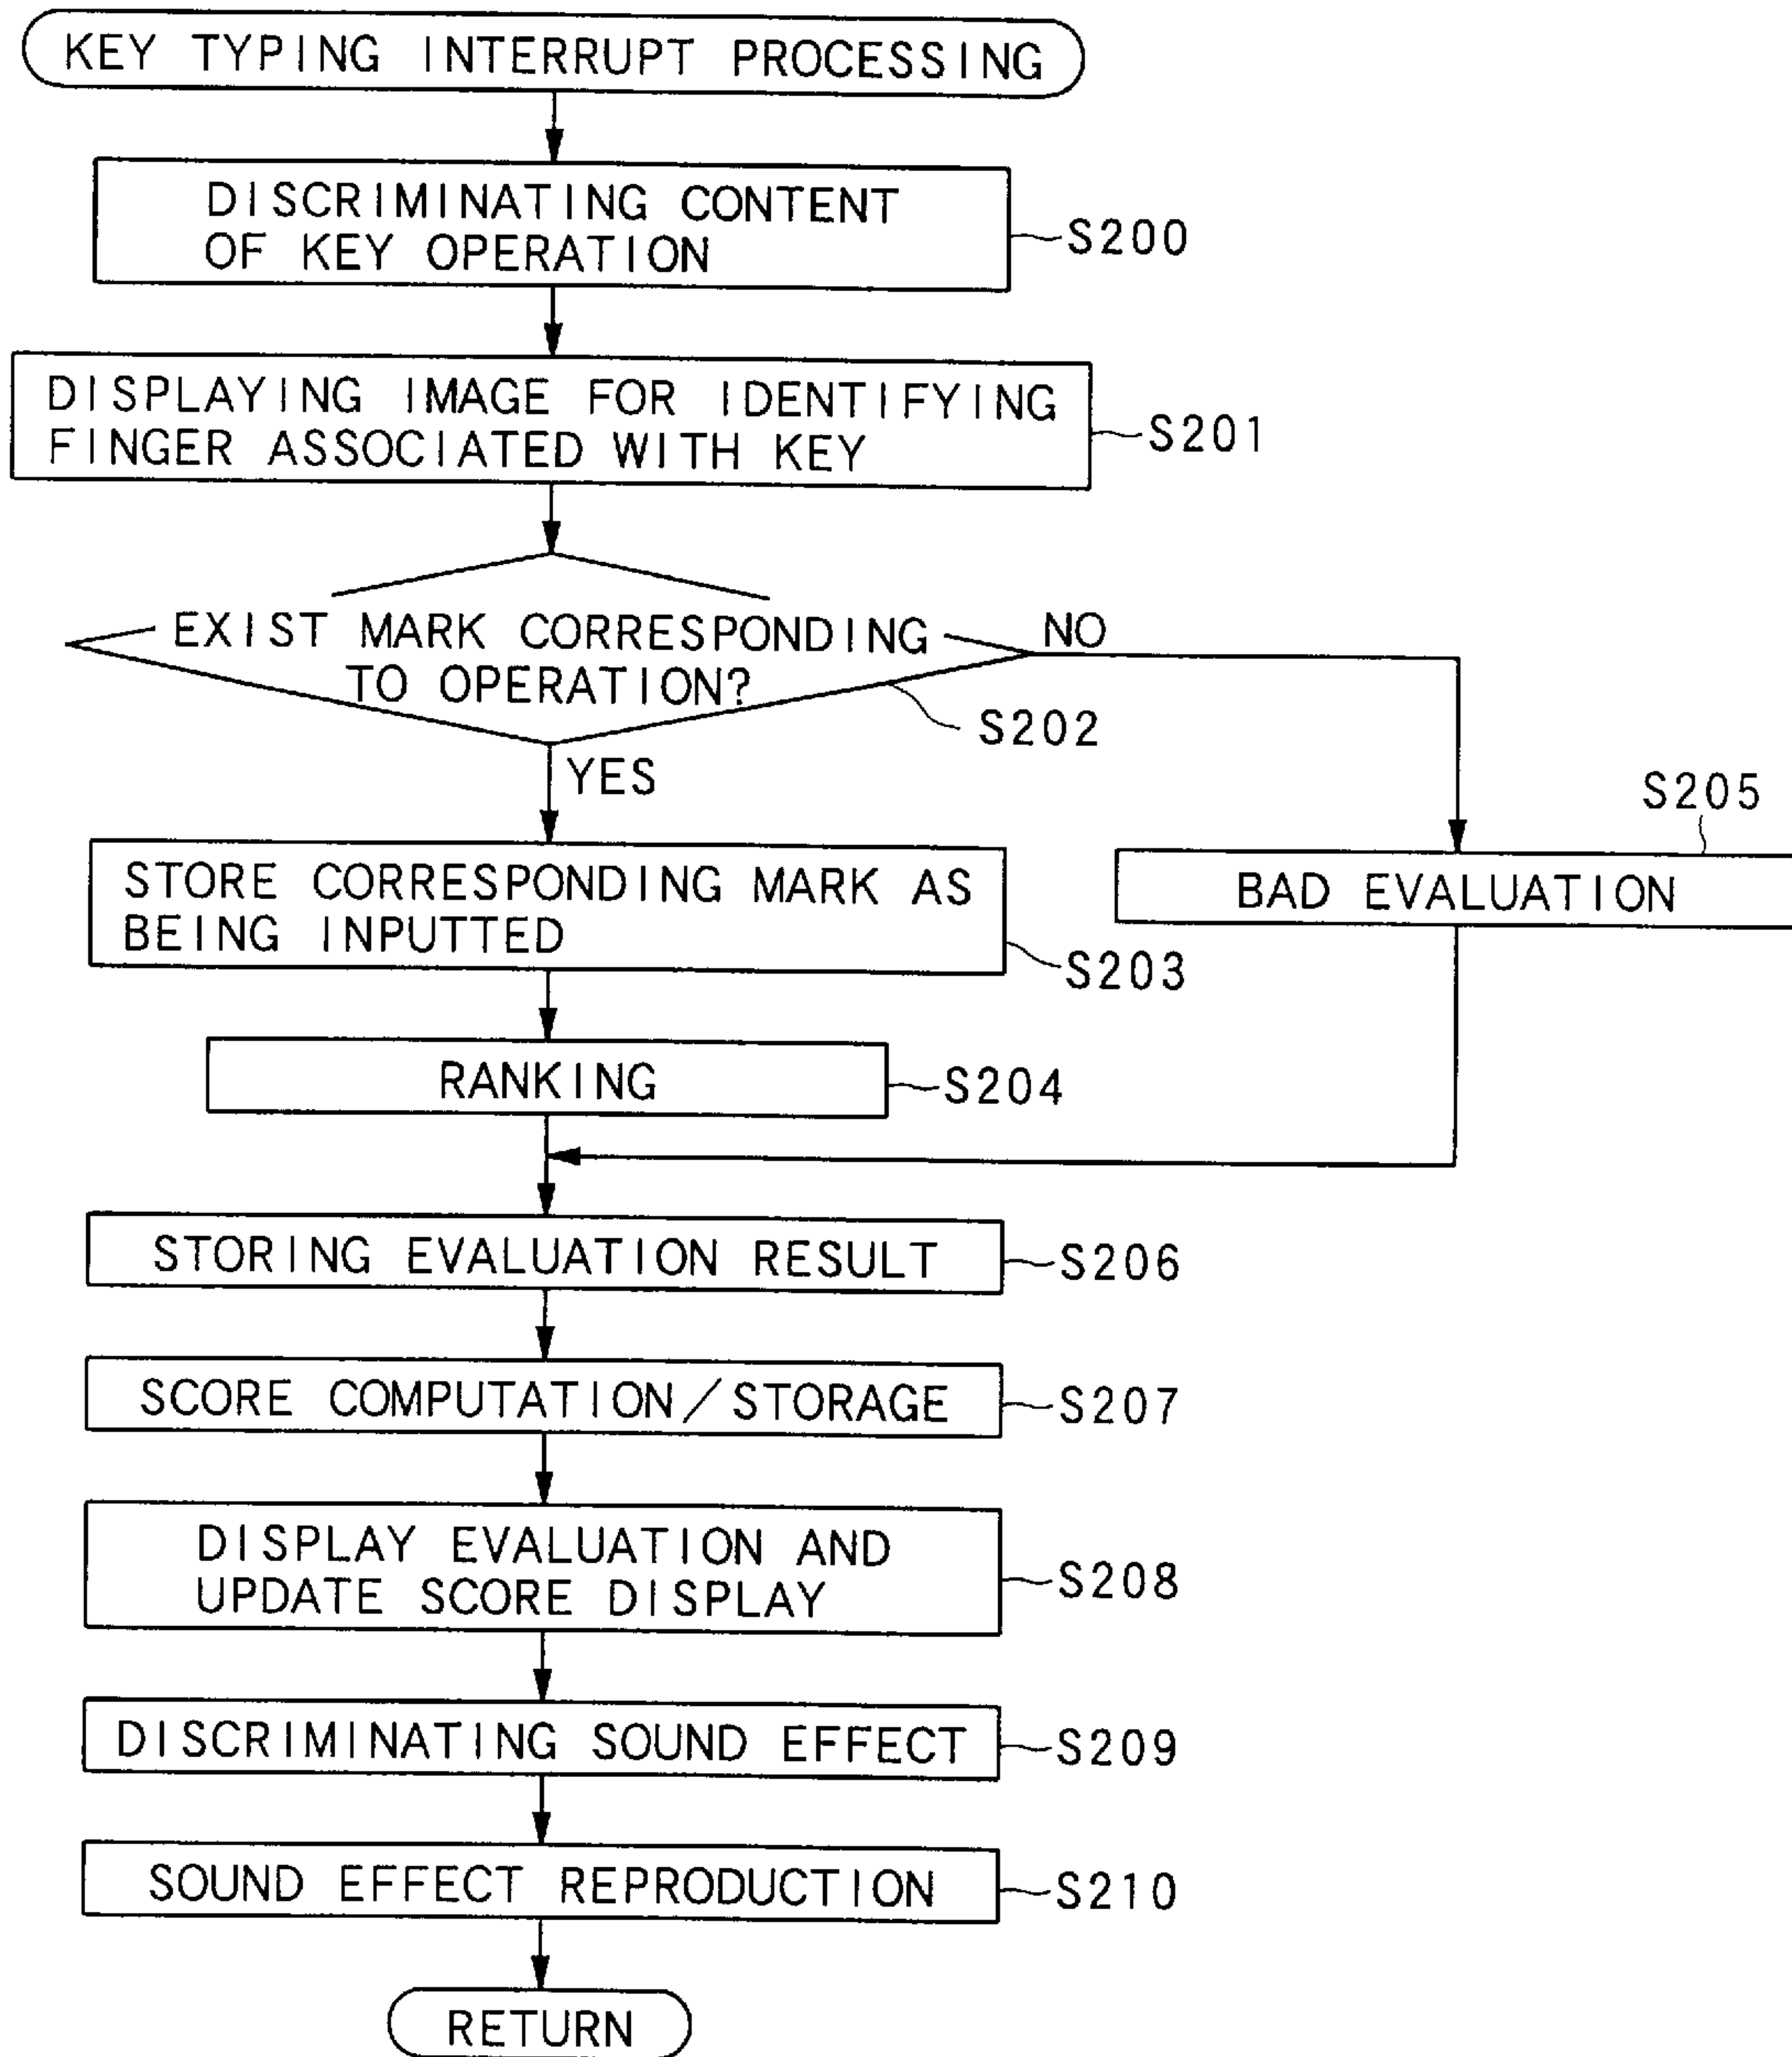 KEY TYPING INTERRUPT PROCESSING
DISCRIMINATING CONTENT
OF KEY OPERATION
S200
DISPLAYING IMAGE FOR IDENTIFYING
FINGER ASSOCIATED WITH KEY
S201
EXIST MARK CORRESPONDING
TO OPERATION?
NO
S202
YES
S205
STORE CORRESPONDING MARK AS
BEING INPUTTED
S203
BAD EVALUATION
RANKING
S204
STORING EVALUATION RESULT
S206
SCORE COMPUTATION/STORAGE
S207
DISPLAY EVALUATION AND
UPDATE SCORE DISPLAY
S208
DISCRIMINATING SOUND EFFECT
S209
SOUND EFFECT REPRODUCTION
S210
RETURN